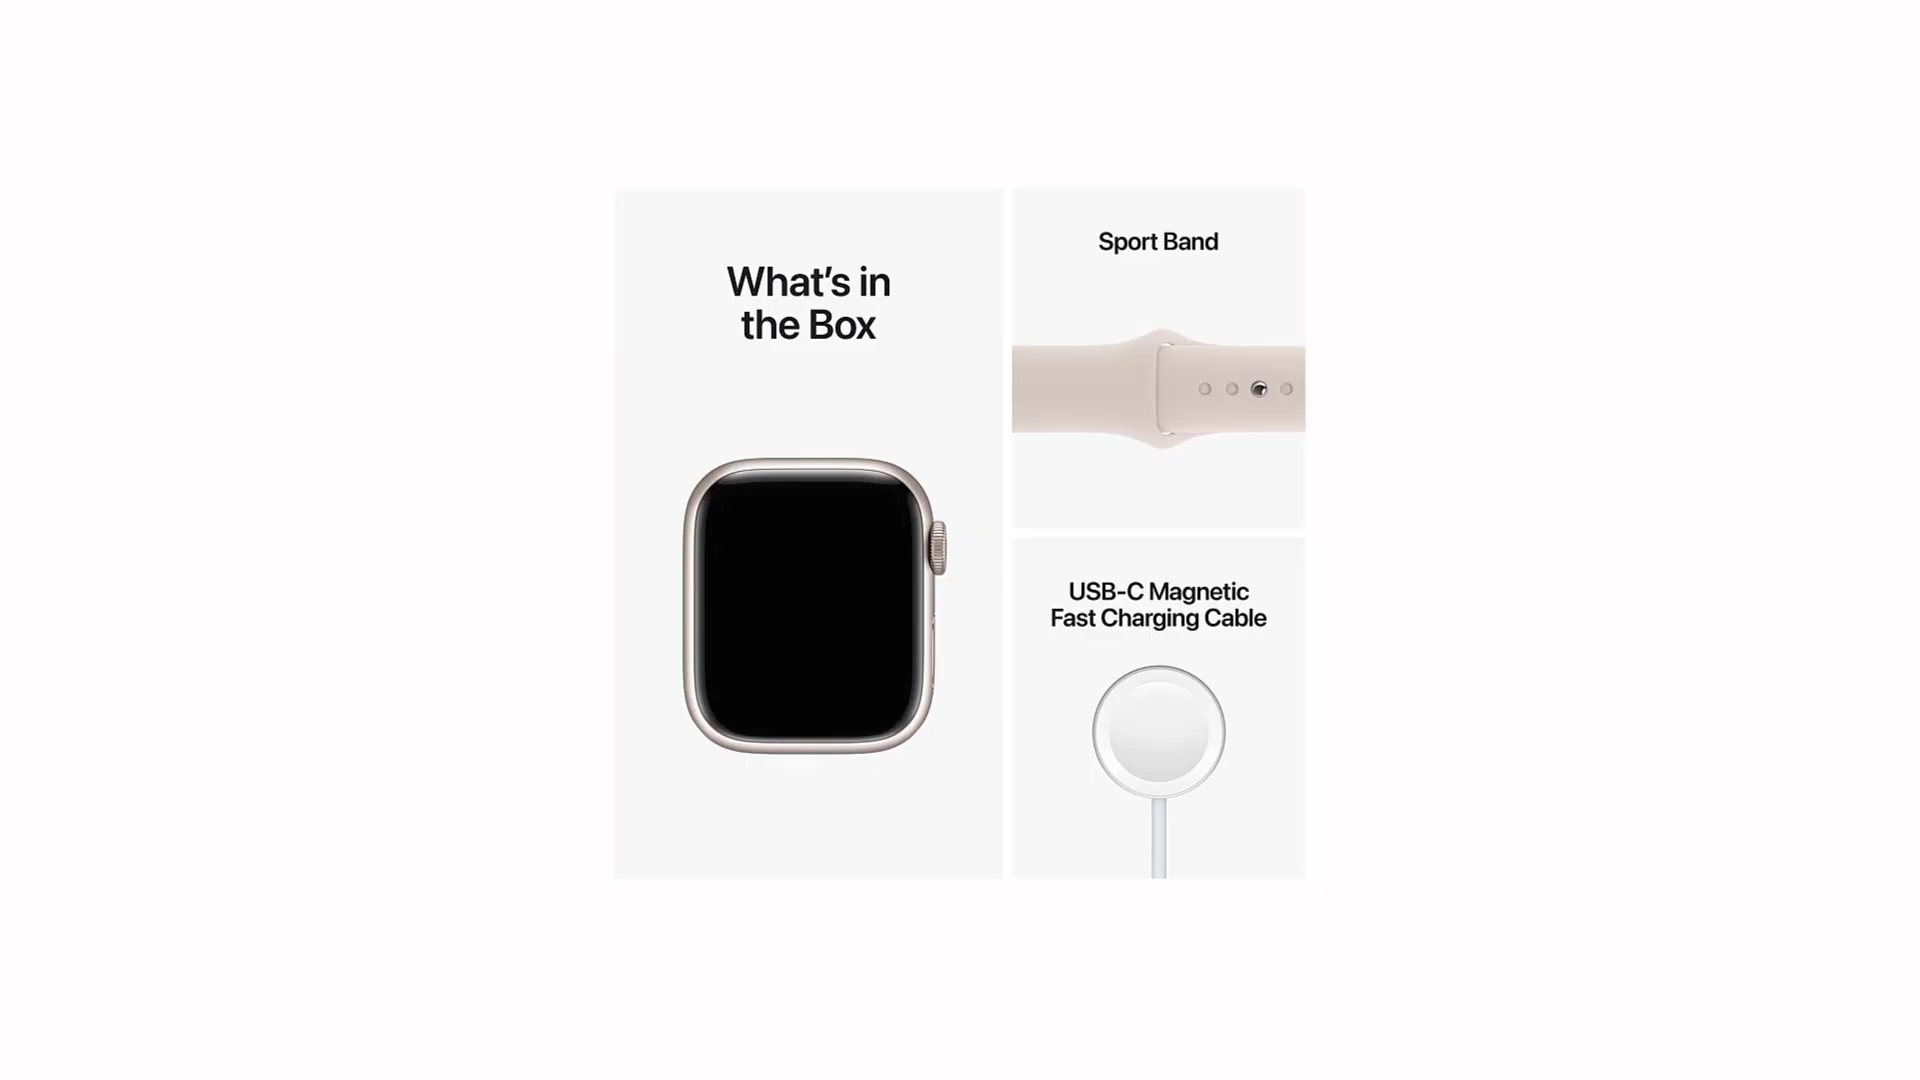 What’s in
the Box
Sport Band
USB-C Magnetic
Fast Charging Cable